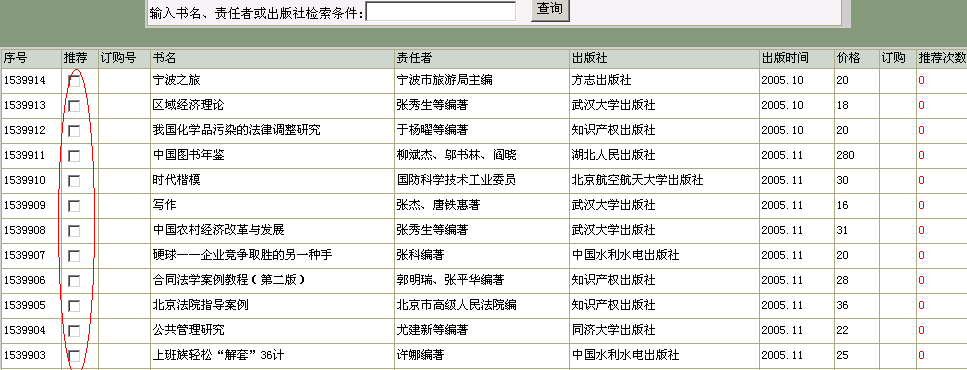 输入书名、责任者或出版社检索条件: 查询
序号 推荐 订购号 书名 责任者 出版社 出版时间 价格 订购 推荐次数
1539914 宁波之旅 宁波市旅游局主编 方志出版社 2005.10 20 0
1539913 区域经济理论 张秀生等编著 武汉大学出版社 2005.10 18 0
1539912 我国化学品污染的法律调整研究 于杨曜等编著 知识产权出版社 2005.10 20 0
1539911 中国图书年鉴 柳斌杰、邬书林、阎晓 湖北人民出版社 2005.11 280 0
1539910 时代楷模 国防科学技术工业委员 北京航空航天大学出版社 2005.11 30 0
1539909 写作 张杰、唐铁惠著 武汉大学出版社 2005.11 16 0
1539908 中国农村经济改革与发展 张秀生等编著 武汉大学出版社 2005.11 31 0
1539907 硬球一一企业竞争取胜的另一种手 张科编著 中国水利水电出版社 2005.11 20 0
1539906 合同法学案例教程(第二版) 郭明瑞、张平华编著 知识产权出版社 2005.11 28 0
1539905 北京法院指导案例 北京市高级人民法院编 知识产权出版社 2005.11 36 0
1539904 公共管理研究 尤建新等编著 同济大学出版社 2005.11 22 0
1539903 上班族轻松“解套”36计 许娜编著 中国水利水电出版社 2005.11 25 0